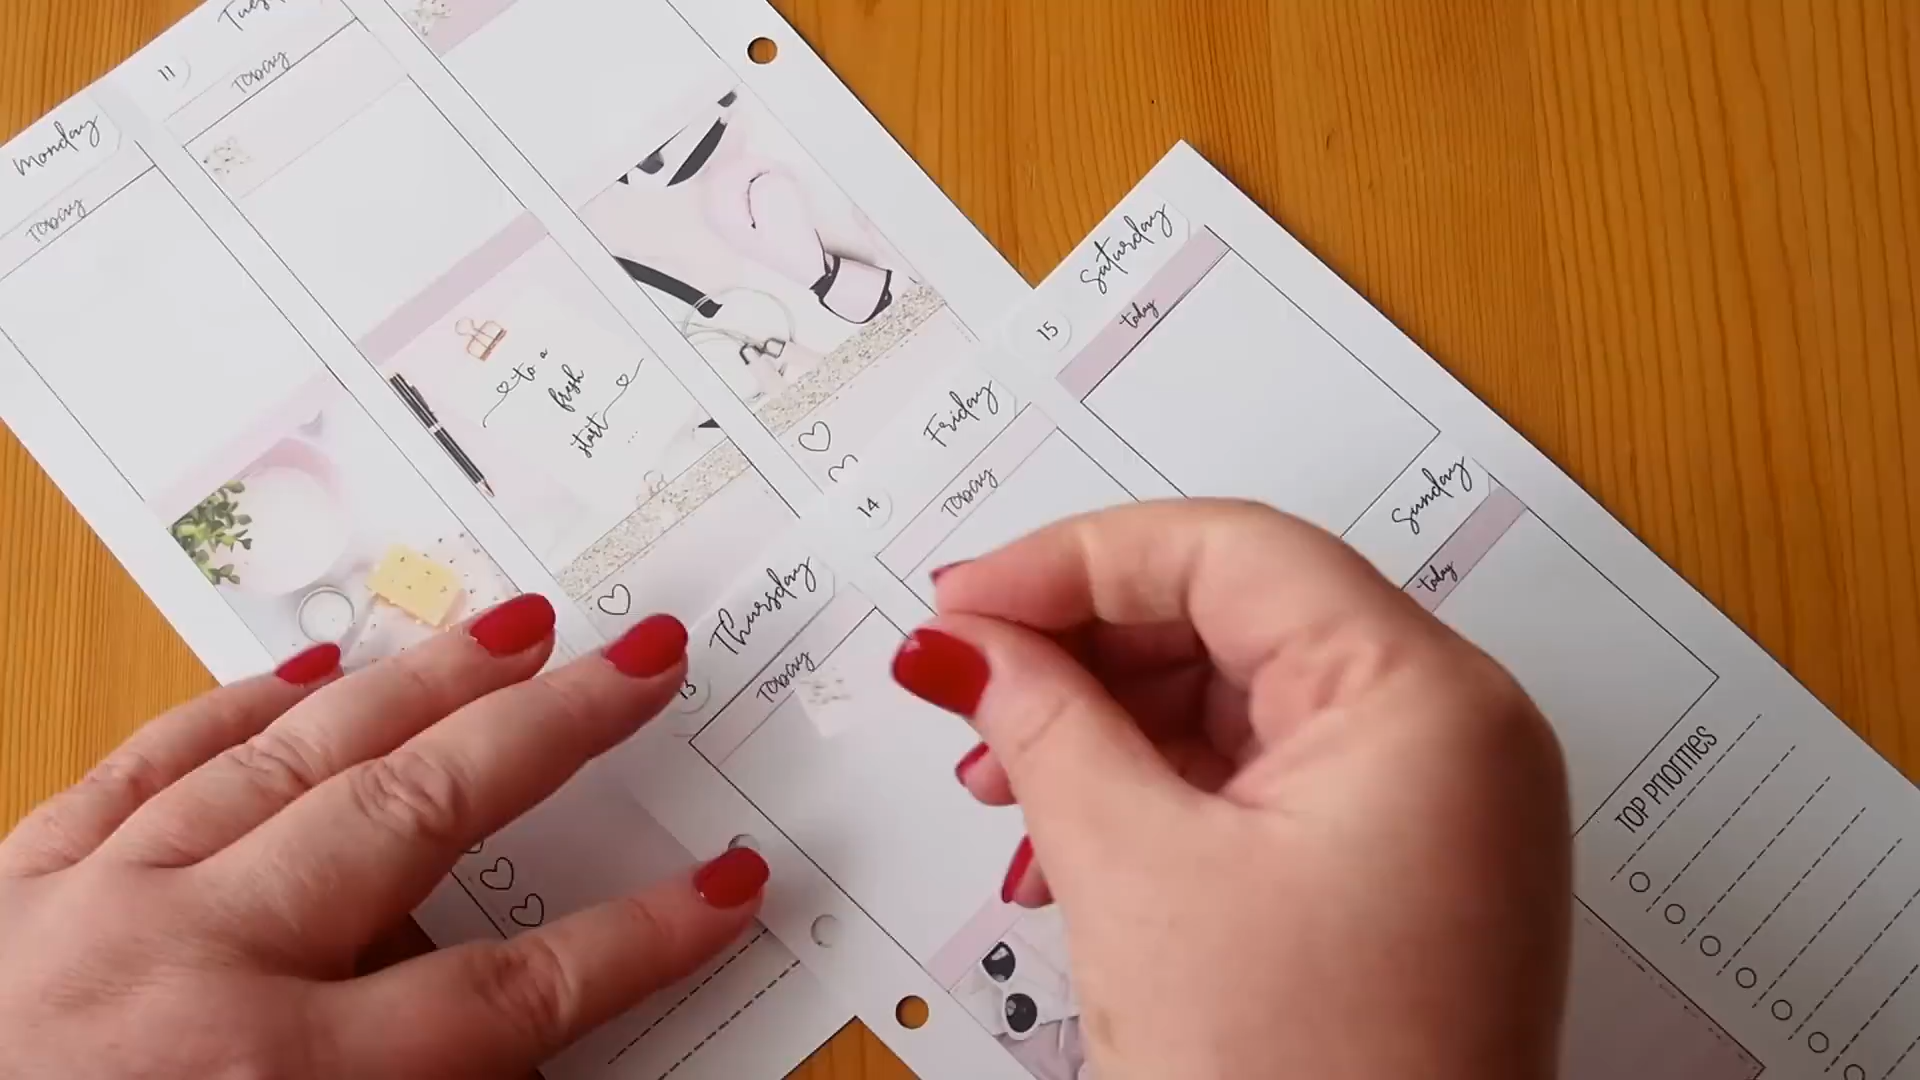 Monday
Today
11
Today
to a
fresh
start
...
13
Thursday
Today
14
Friday
Today
15
Saturday
today
Sunday
today
TOP PRIORITIES